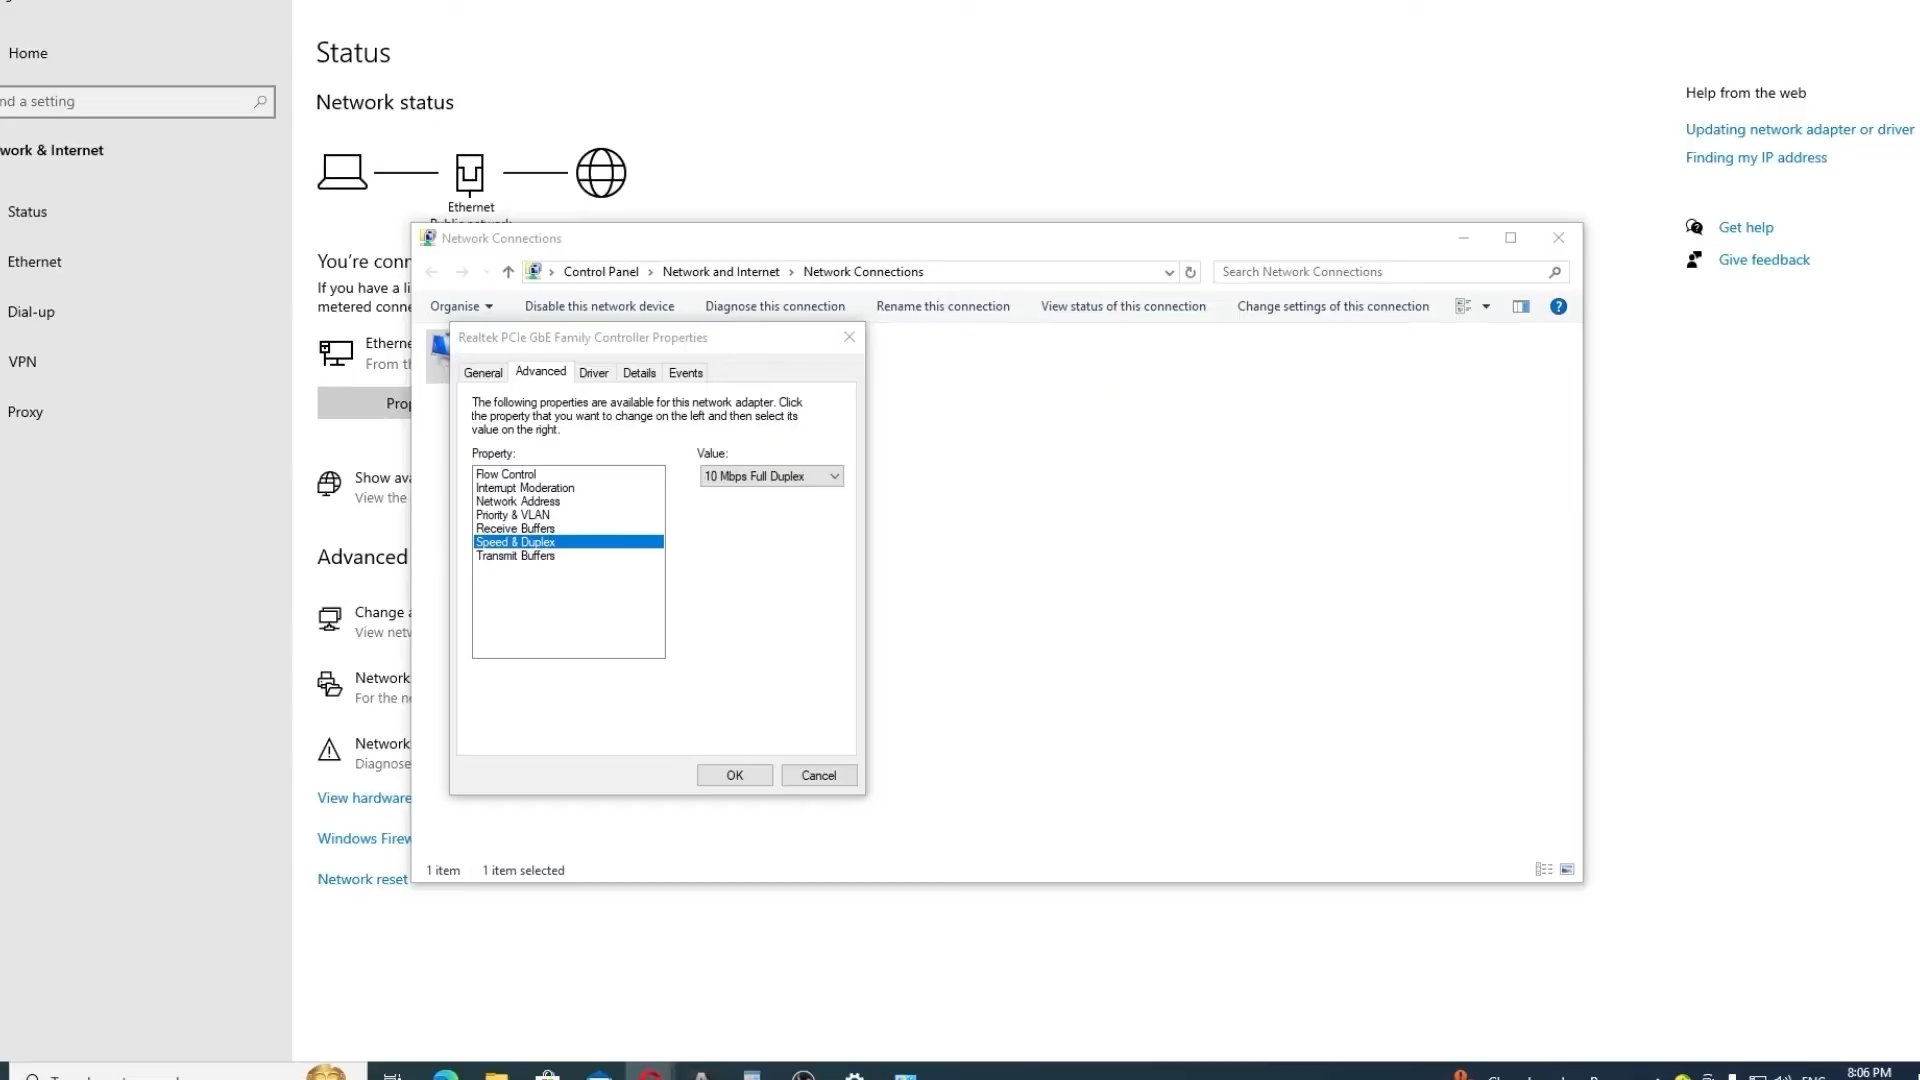 Home
nd a setting
work & Internet
Status
Ethernet
Dial-up
VPN
Proxy
Status
Network status
Ethernet
You're conn
If you have a li
metered conne
Etherne
From th
Prop
Show ava
View the
Advanced
Change a
View netw
Network
For the ne
Network
Diagnose
View hardware
Windows Firew
Network reset
Network Connections
Control Panel > Network and Internet > Network Connections
Search Network Connections
Organise Disable this network device Diagnose this connection Rename this connection View status of this connection Change settings of this connection
Realtek PCIe GbE Family Controller Properties
General Advanced Driver Details Events
The following properties are available for this network adapter. Click
the property that you want to change on the left and then select its
value on the right.
Property:
Flow Control
Interrupt Moderation
Network Address
Priority & VLAN
Receive Buffers
Speed & Duplex
Transmit Buffers
Value:
10 Mbps Full Duplex
OK Cancel
1 item 1 item selected
Help from the web
Updating network adapter or driver
Finding my IP address
Get help
Give feedback
8:06 PM